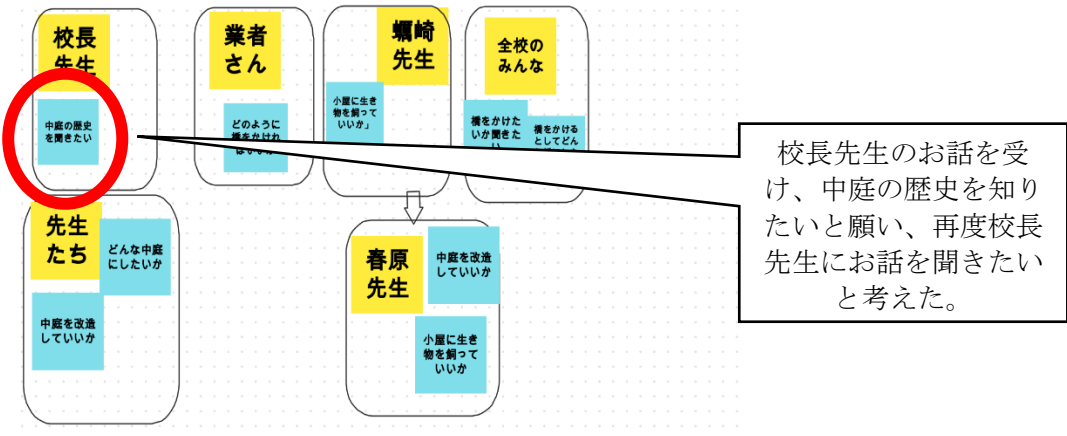 校長
先生
中庭の歴史
を聞きたい
業者
さん
どのように
橋をかけれ
ばいいか
蠣崎
先生
小屋に生き
物を飼って
いいか」
全校の
みんな
橋をかけた
いか聞きた
い
橋をかける
としてどん
先生
たち
どんな中庭
にしたいか
中庭を改造
していいか
春原
先生
中庭を改造
していいか
小屋に生き
物を飼って
いいか
校長先生のお話を受
け、中庭の歴史を知り
たいと願い、再度校長
先生にお話を聞きたい
と考えた。